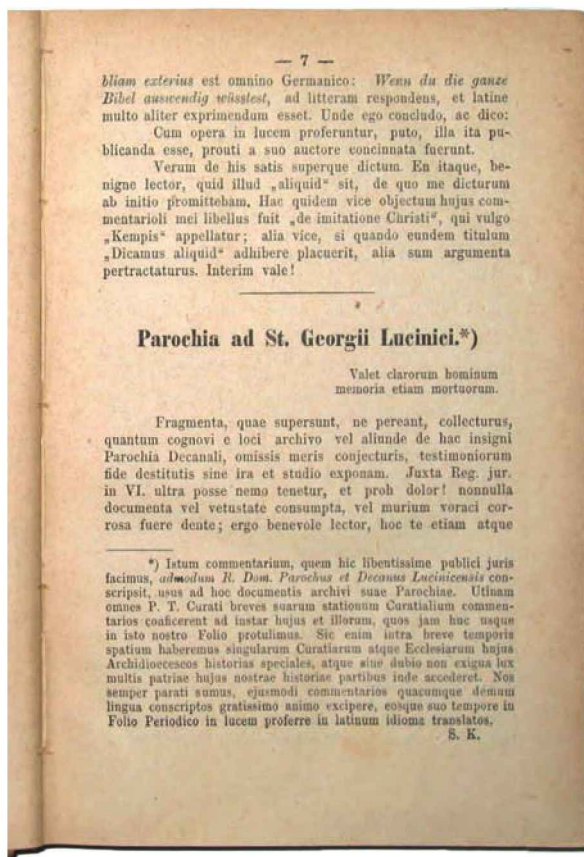 — 7 —
bliam exterius est omnino Germanico: Wenn du die ganze
Bibel auswendig wüsstest, ad litteram respondens, et latine
multo aliter exprimendum esset. Unde ego concludo, ac dico:
Cum opera in lucem proferuntur, puto, illa ita pu-
blicanda esse, prouti a suo auctore concinnata fuerunt.
Verum de his satis superque dictum. En itaque, be-
nigne lector, quid illud „aliquid“ sit, de quo me dicturum
ab initio promittebam. Hac quidem vice objectum hujus com-
mentarioli mei libellus fuit „de imitatione Christi“, qui vulgo
„Kempis“ appellatur; alia vice, si quando eundem titulum
„Dicamus aliquid“ adhibere placuerit, alia sum argumenta
pertractaturus. Interim vale!
Parochia ad St. Georgii Lucinici.*)
Valet clarorum hominum
memoria etiam mortuorum.
Fragmenta, quae supersunt, ne pereant, collecturus,
quantum cognovi e loci archivo vel aliunde de hac insigni
Parochia Decanali, omissis meris conjecturis, testimoniorum
fide destitutis sine ira et studio exponam. Juxta Reg. jur.
in VI. ultra posse nemo tenetur, et proh dolor! nonnulla
documenta vel vetustate consumpta, vel murium voraci cor-
rosa fuere dente; ergo benevole lector, hoc te etiam atque
*) Istum commentarium, quem hic libentissime publici juris
facimus, admodum R. Dom. Parochus et Decanus Lucinicensis con-
scripsit, usus ad hoc documentis archivi suae Parochiae. Utinam
omnes P. T. Curati breves suarum stationum Curatialium commen-
tarios conficerent ad instar hujus et illorum, quos jam huc usque
in isto nostro Folio protulimus. Sic enim intra breve temporis
spatium haberemus singularum Curatiarum atque Ecclesiarum hujus
Archidioeceseos historias speciales, atque sine dubio non exigua lux
multis patriae hujus nostrae historiae partibus inde accederet. Nos
semper parati sumus, ejusmodi commentarios quacumque demum
lingua conscriptos gratissimo animo excipere, eosque suo tempore in
Folio Periodico in lucem proferre in latinum idioma translatos.
S. K.